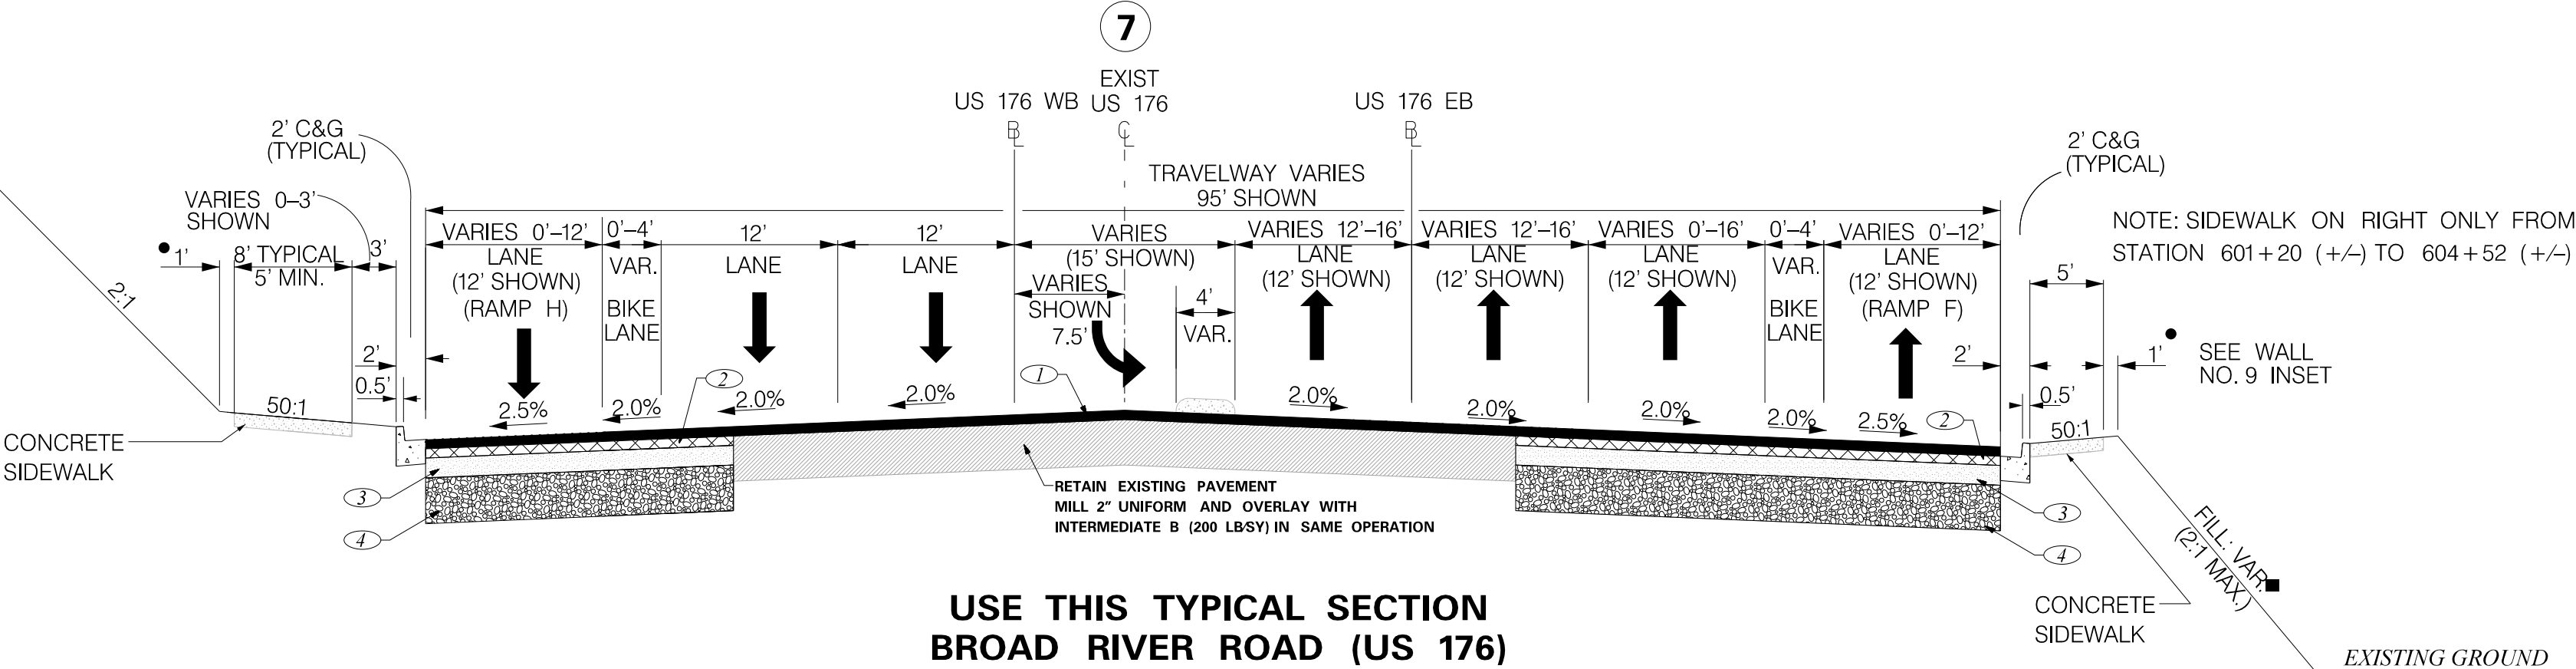 7
EXIST
US 176
US 176 WB
US 176 EB
B
L
C
L
B
L
2' C&G
(TYPICAL)
2' C&G
(TYPICAL)
TRAVELWAY VARIES
95' SHOWN
VARIES 0–3'
SHOWN
1'
8' TYPICAL
5' MIN.
3'
VARIES 0'–12'
LANE
(12' SHOWN)
(RAMP H)
0'–4'
VAR.
BIKE
LANE
12'
LANE
12'
LANE
VARIES
(15' SHOWN)
VARIES
SHOWN
7.5'
4'
VAR.
VARIES 12'–16'
LANE
(12' SHOWN)
VARIES 12'–16'
LANE
(12' SHOWN)
VARIES 0'–16'
LANE
(12' SHOWN)
0'–4'
VAR.
BIKE
LANE
VARIES 0'–12'
LANE
(12' SHOWN)
(RAMP F)
NOTE: SIDEWALK ON RIGHT ONLY FROM
STATION 601+20 (+/–) TO 604+52 (+/–)
5'
2:1
2'
0.5'
2'
0.5'
1'
SEE WALL
NO. 9 INSET
50:1
2.5%
2.0%
2
2.0%
2.0%
1
2.0%
2.0%
2.0%
2.0%
2.5%
2
50:1
CONCRETE
SIDEWALK
3
4
RETAIN EXISTING PAVEMENT
MILL 2" UNIFORM AND OVERLAY WITH
INTERMEDIATE B (200 LB/SY) IN SAME OPERATION
3
4
FILL: VAR.
(2:1 MAX.)
CONCRETE
SIDEWALK
USE THIS TYPICAL SECTION
BROAD RIVER ROAD (US 176)
EXISTING GROUND